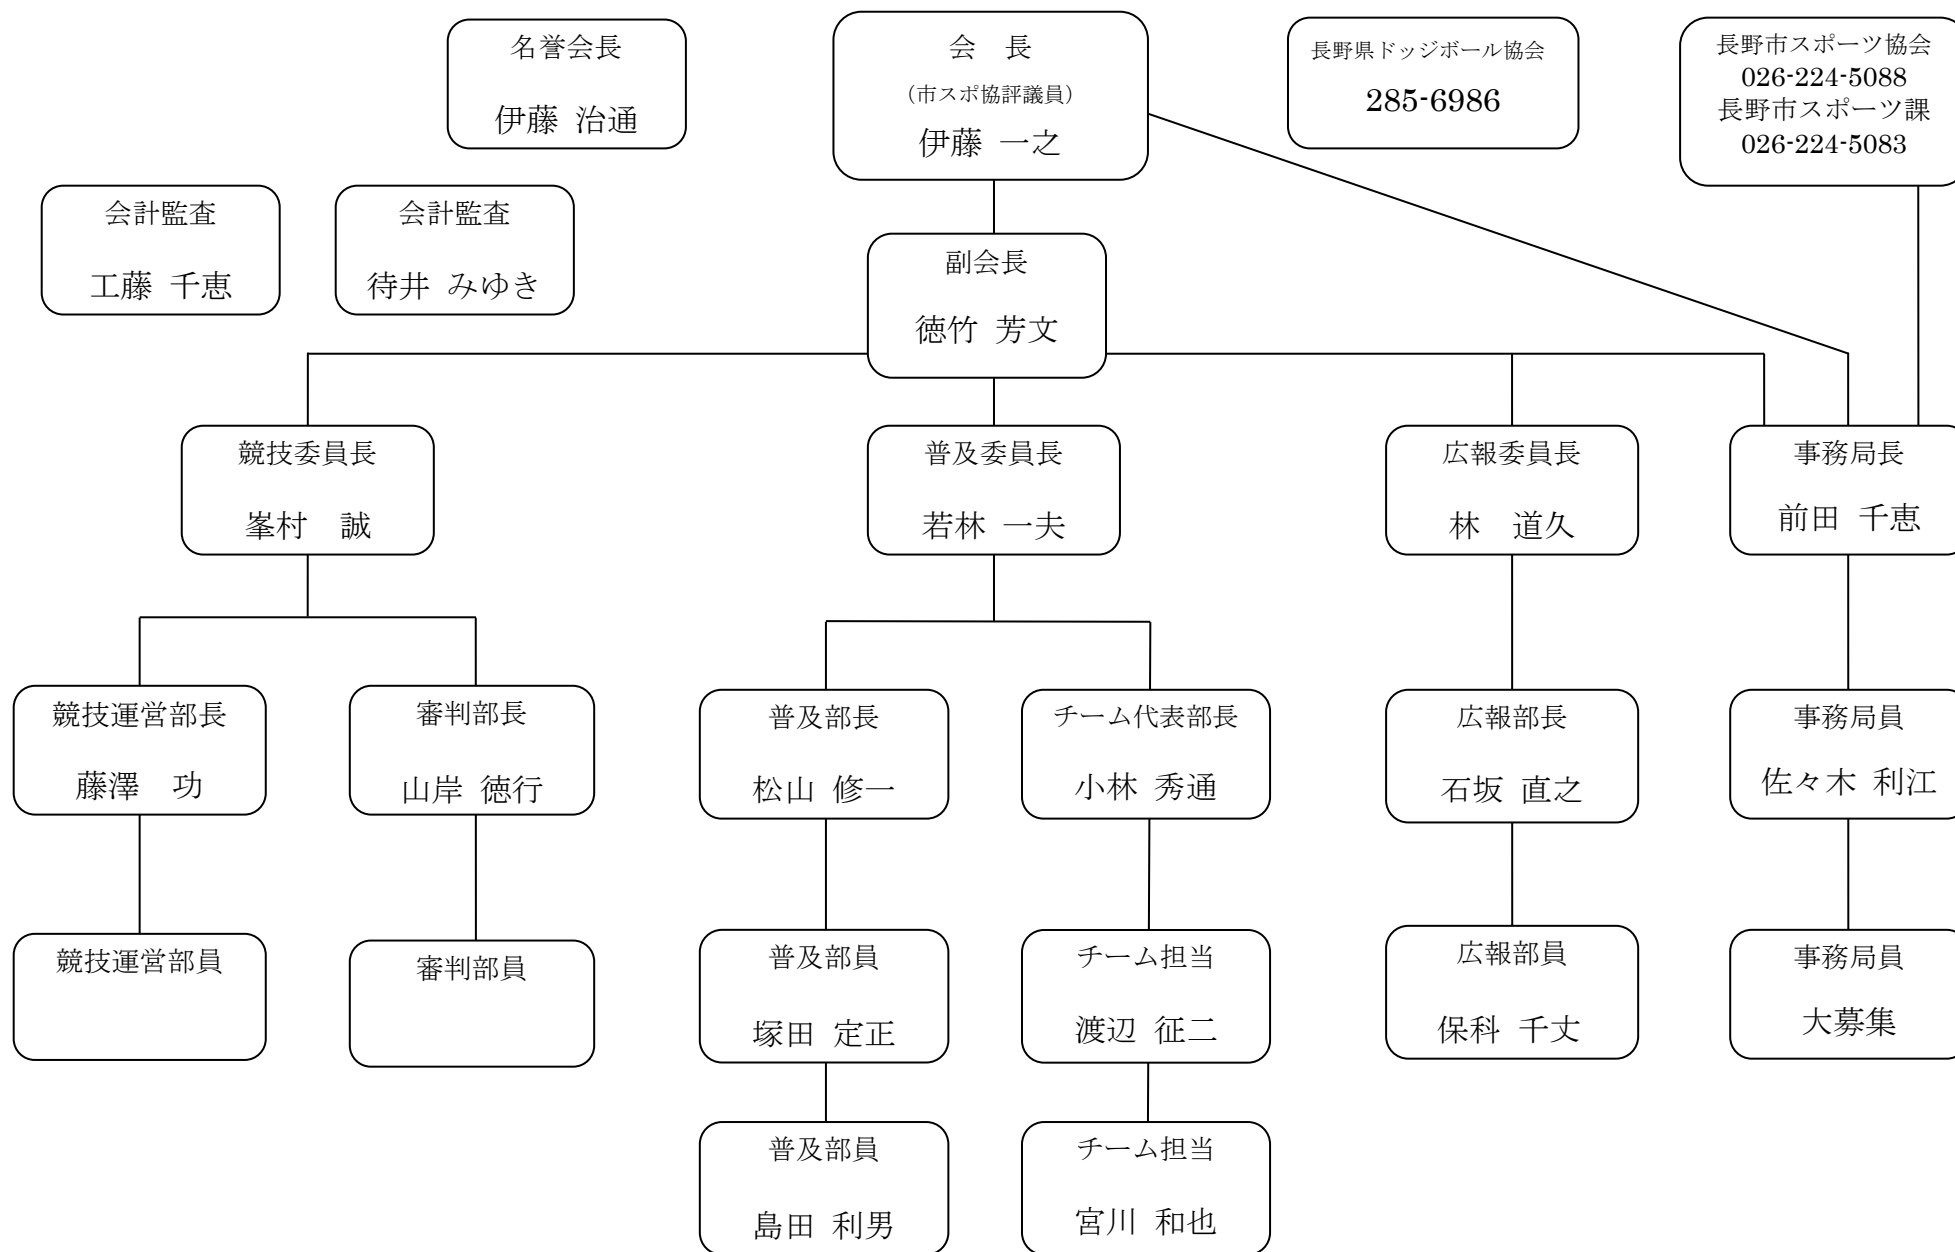 名誉会長
伊藤 治通
会　長
（市スポ協評議員）
伊藤 一之
長野県ドッジボール協会
285-6986
長野市スポーツ協会
026-224-5088
長野市スポーツ課
026-224-5083
会計監査
工藤 千恵
会計監査
待井 みゆき
副会長
徳竹 芳文
競技委員長
峯村　誠
普及委員長
若林 一夫
広報委員長
林　道久
事務局長
前田 千恵
競技運営部長
藤澤　功
審判部長
山岸 徳行
普及部長
松山 修一
チーム代表部長
小林 秀通
広報部長
石坂 直之
事務局員
佐々木 利江
競技運営部員
審判部員
普及部員
塚田 定正
チーム担当
渡辺 征二
広報部員
保科 千丈
事務局員
大募集
普及部員
島田 利男
チーム担当
宮川 和也